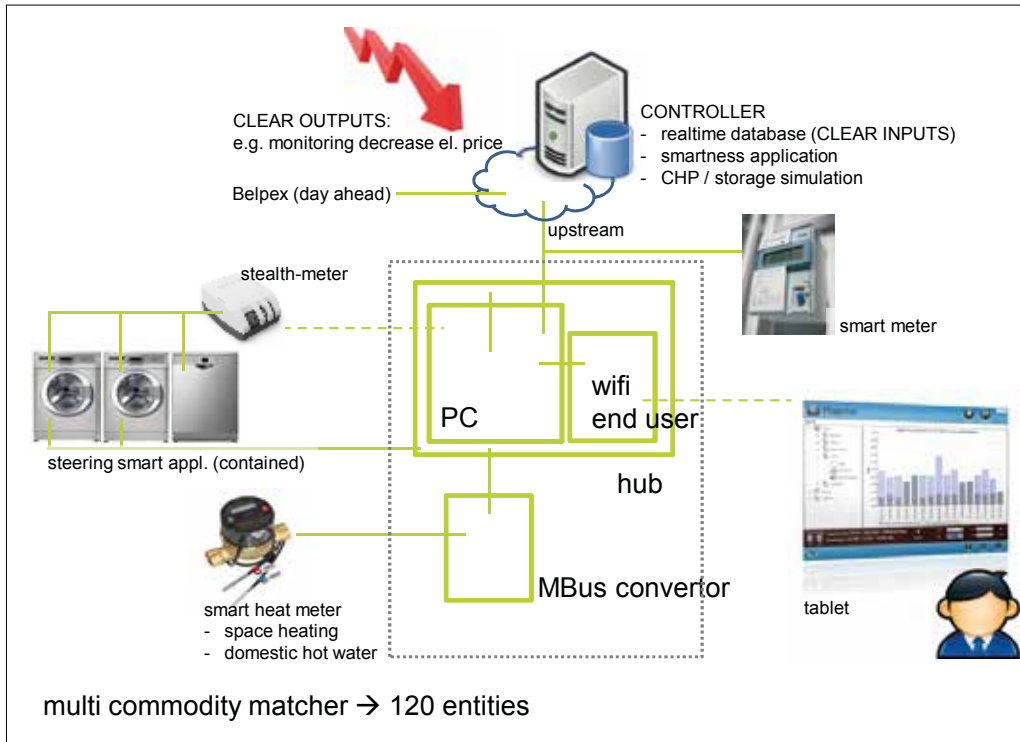 CLEAR OUTPUTS:
e.g. monitoring decrease el. price
CONTROLLER
- realtime database (CLEAR INPUTS)
- smartness application
- CHP / storage simulation
Belpex (day ahead)
upstream
stealth-meter
smart meter
PC
wifi
end user
hub
steering smart appl. (contained)
MBus convertor
smart heat meter
- space heating
- domestic hot water
tablet
multi commodity matcher → 120 entities